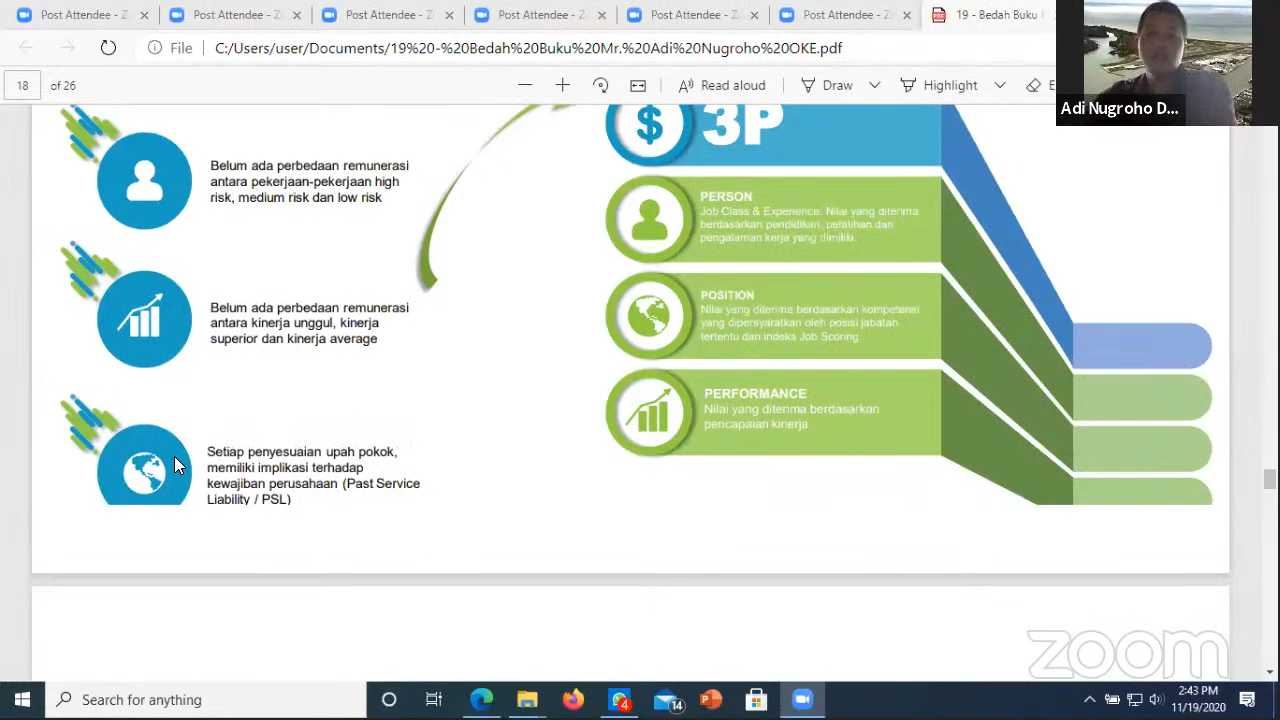 Post Attendee - Z
Post Attendee - Z
Post Attendee - Z
Post Attendee - Z
Post Attendee - Z
Post Attendee - Z
19 - Bedah Buku
File
C:/Users/user/Documents/19%20-%20Bedah%20Buku%20Mr.%20Adi%20Nugroho%20OKE.pdf
18 of 26
Read aloud
Draw
Highlight
Adi Nugroho D...
Belum ada perbedaan remunerasi
antara pekerjaan-pekerjaan high
risk, medium risk dan low risk
Belum ada perbedaan remunerasi
antara kinerja unggul, kinerja
superior dan kinerja average
Setiap penyesuaian upah pokok,
memiliki implikasi terhadap
kewajiban perusahaan (Past Service
Liability / PSL)
$ 3P
PERSON
Job Class & Experience. Nilai yang diterima
berdasarkan pendidikan, pelatihan dan
pengalaman kerja yang dimiliki.
POSITION
Nilai yang diterima berdasarkan kompetensi
yang dipersyaratkan oleh posisi jabatan
tertentu dan indeks Job Scoring
PERFORMANCE
Nilai yang diterima berdasarkan
pencapaian kinerja
zoom
Search for anything
4
14
2:43 PM
11/19/2020